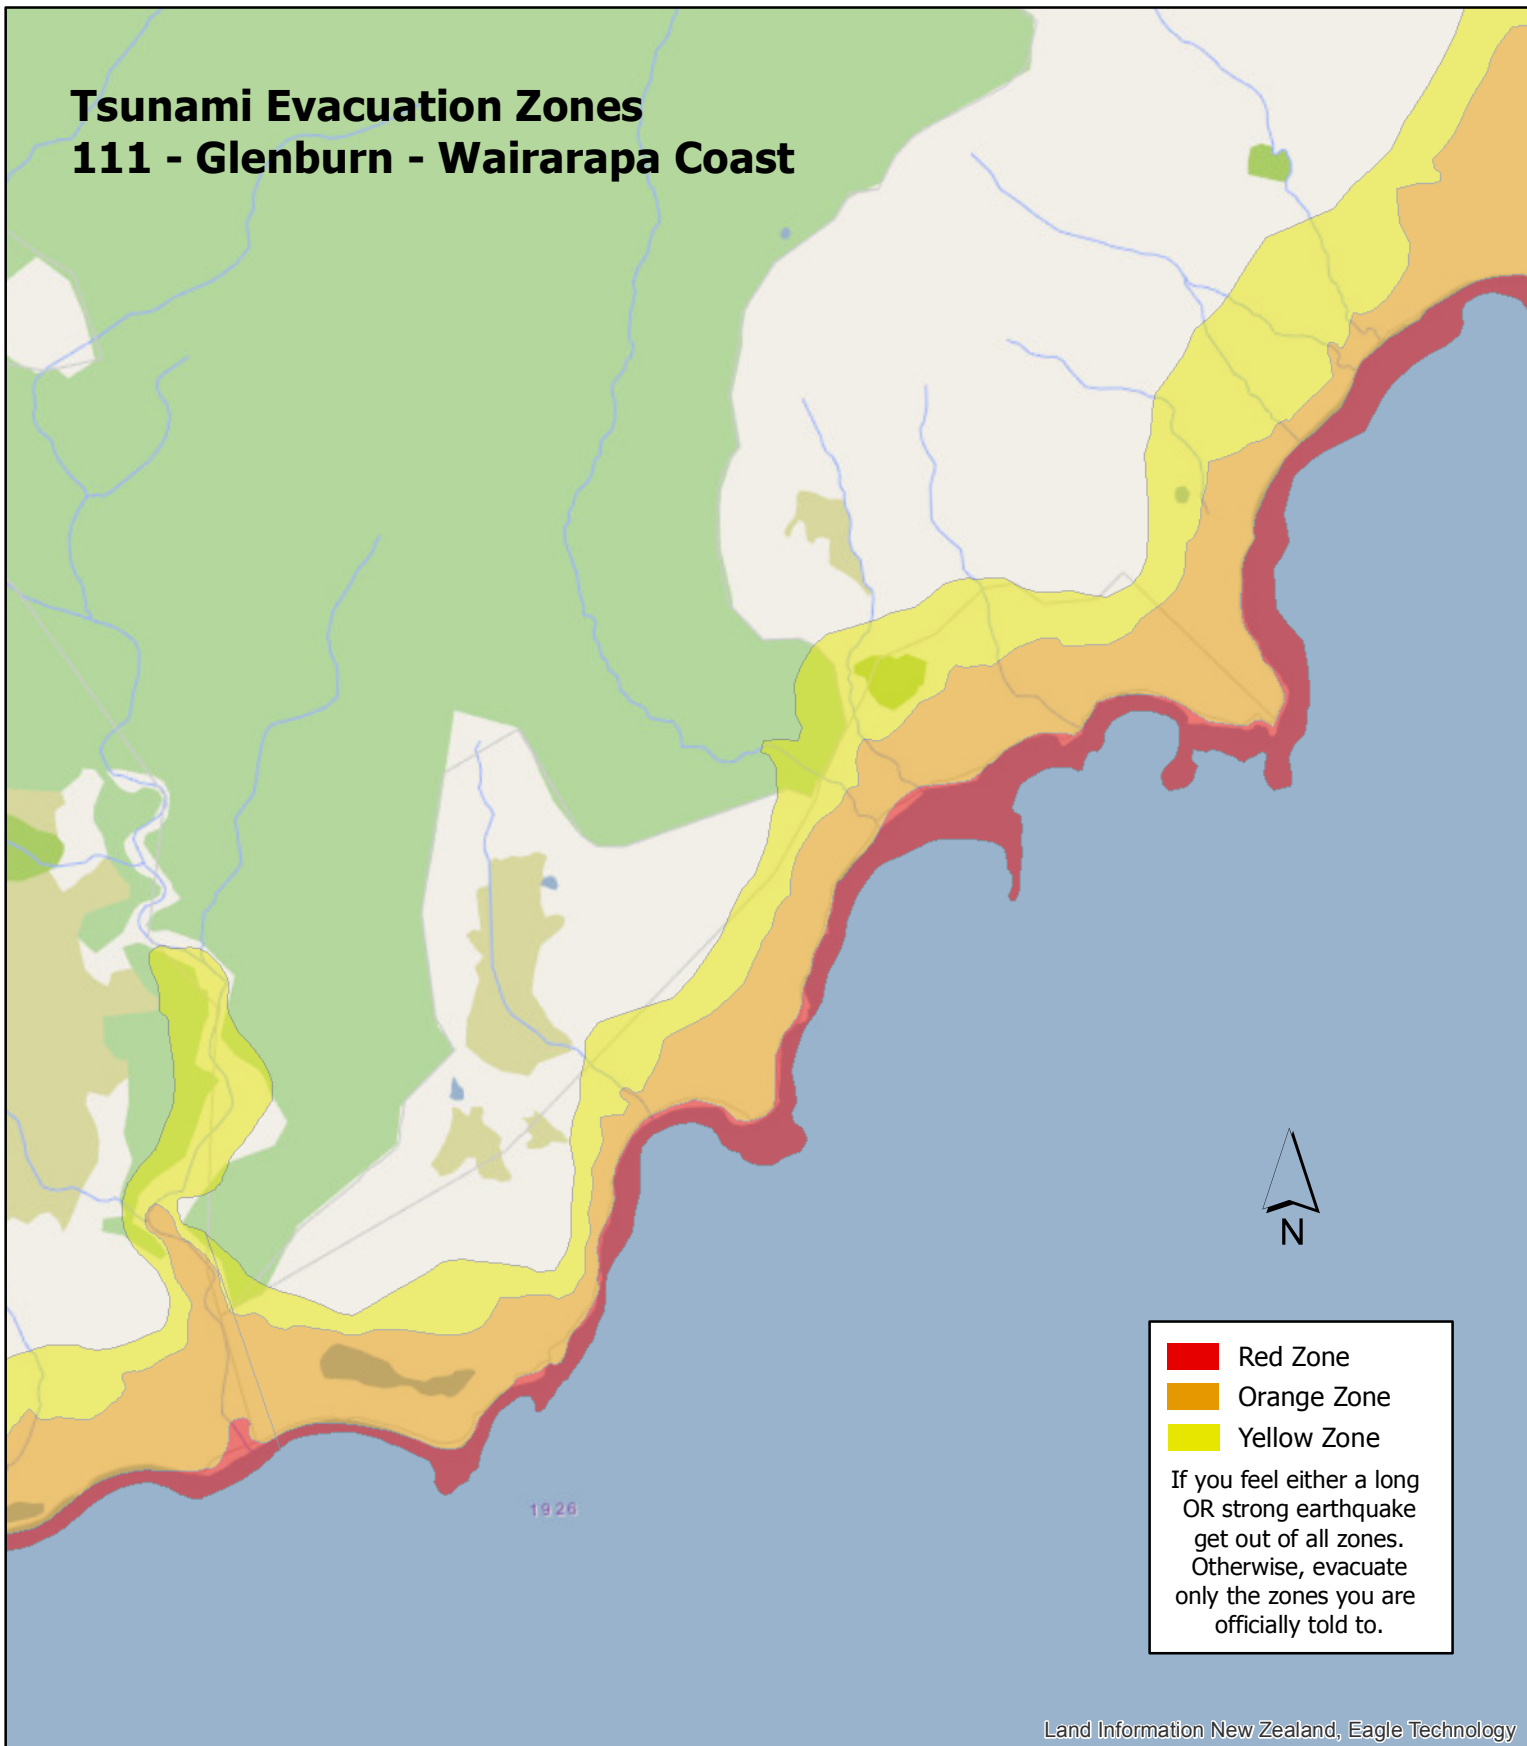 Tsunami Evacuation Zones
111 - Glenburn - Wairarapa Coast
N
Red Zone
Orange Zone
Yellow Zone
If you feel either a long
OR strong earthquake
get out of all zones.
Otherwise, evacuate
only the zones you are
officially told to.
1926
Land Information New Zealand, Eagle Technology